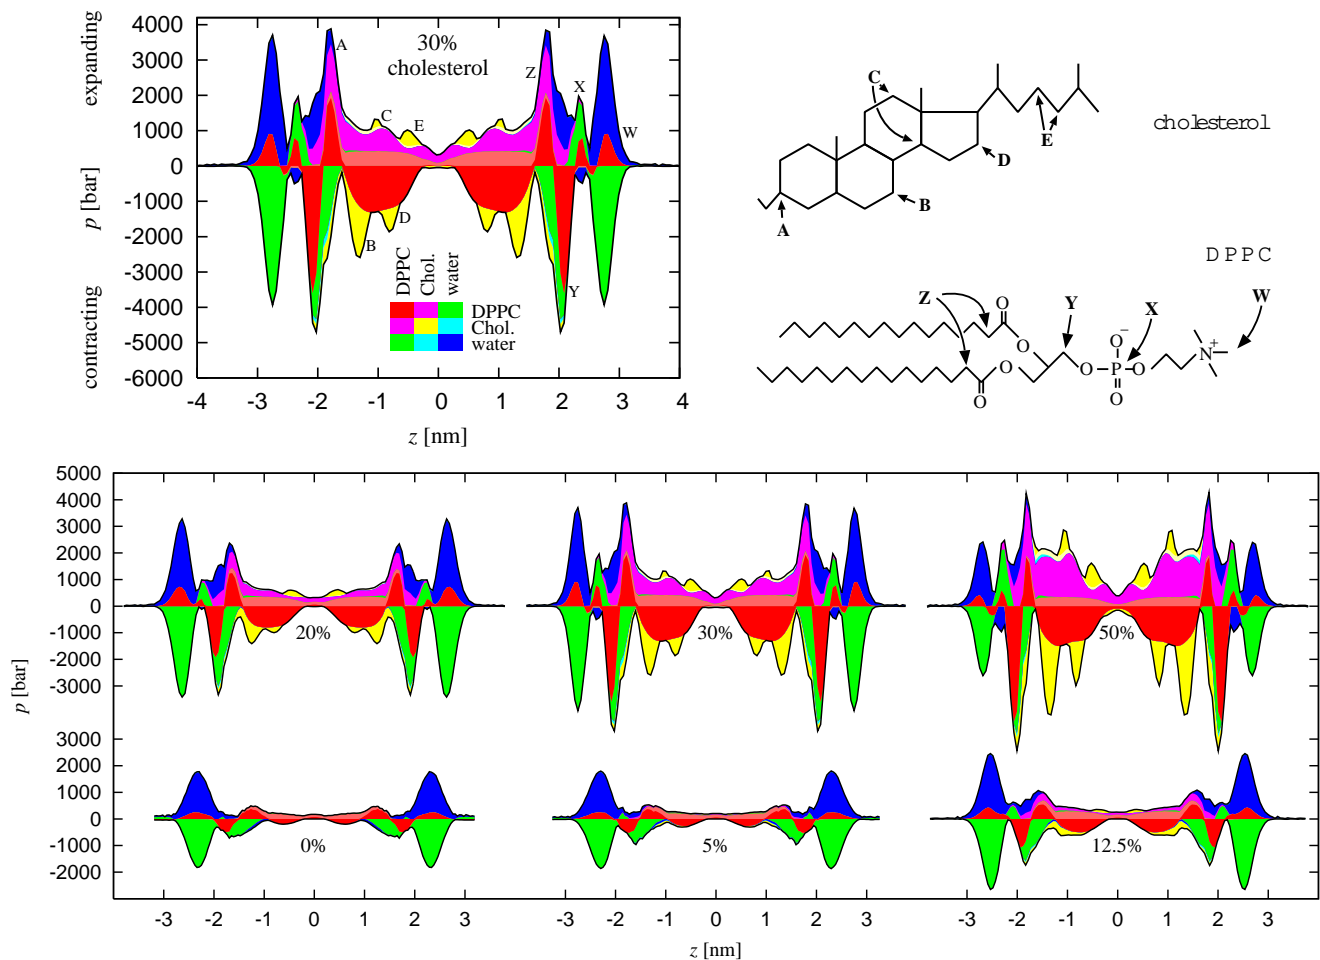 expanding
contracting
p [bar]
4000
3000
2000
1000
0
-1000
-2000
-3000
-4000
-5000
-6000
30%
cholesterol
A
C
E
Z
X
W
B
D
Y
DPPC
Chol.
water
DPPC
Chol.
water
-4 -3 -2 -1 0 1 2 3 4
z [nm]
C
cholesterol
E
D
B
A
DPPC
Z
Y
X
W
O
O
O
O
O
P
O⁻
O
O
N⁺
p [bar]
5000
4000
3000
2000
1000
0
-1000
-2000
-3000
20%
30%
50%
3000
2000
1000
0
-1000
-2000
0%
5%
12.5%
-3 -2 -1 0 1 2 3 -3 -2 -1 0 1 2 3 -3 -2 -1 0 1 2 3
z [nm]